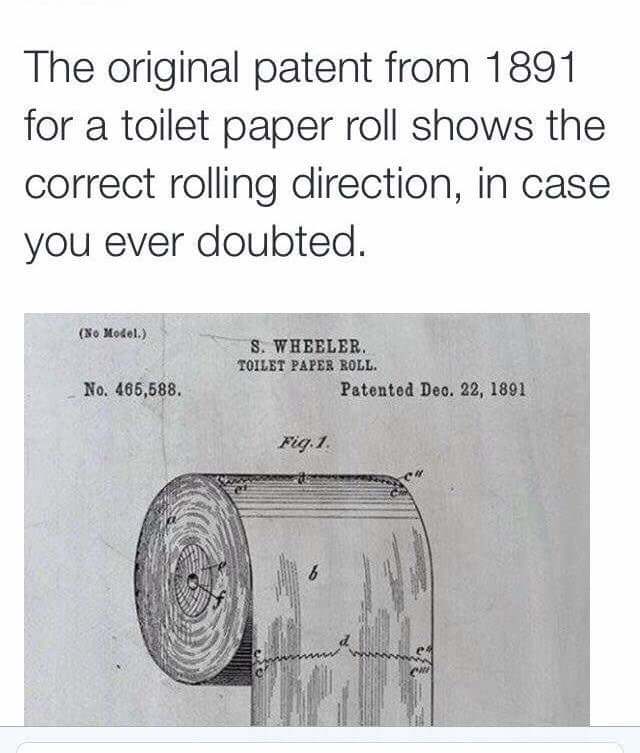 The original patent from 1891
for a toilet paper roll shows the
correct rolling direction, in case
you ever doubted.
(No Model.)
S. WHEELER.
TOILET PAPER ROLL.
No. 465,588.
Patented Dec. 22, 1891
Fig. 1.
a
c''
c'
c'''
a
b
e
f
d
c
c''
c'
c'''